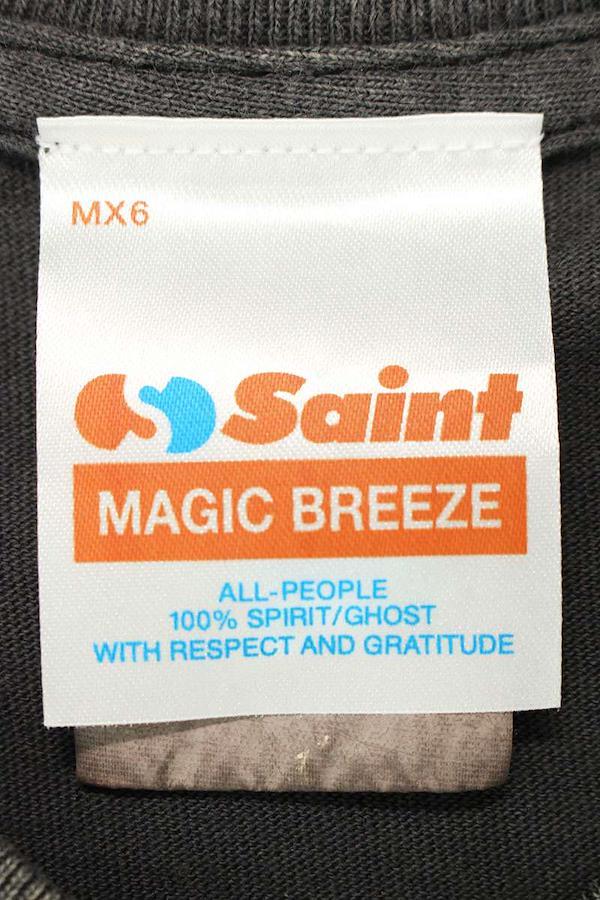 MX6
Saint
MAGIC BREEZE
ALL-PEOPLE
100% SPIRIT/GHOST
WITH RESPECT AND GRATITUDE